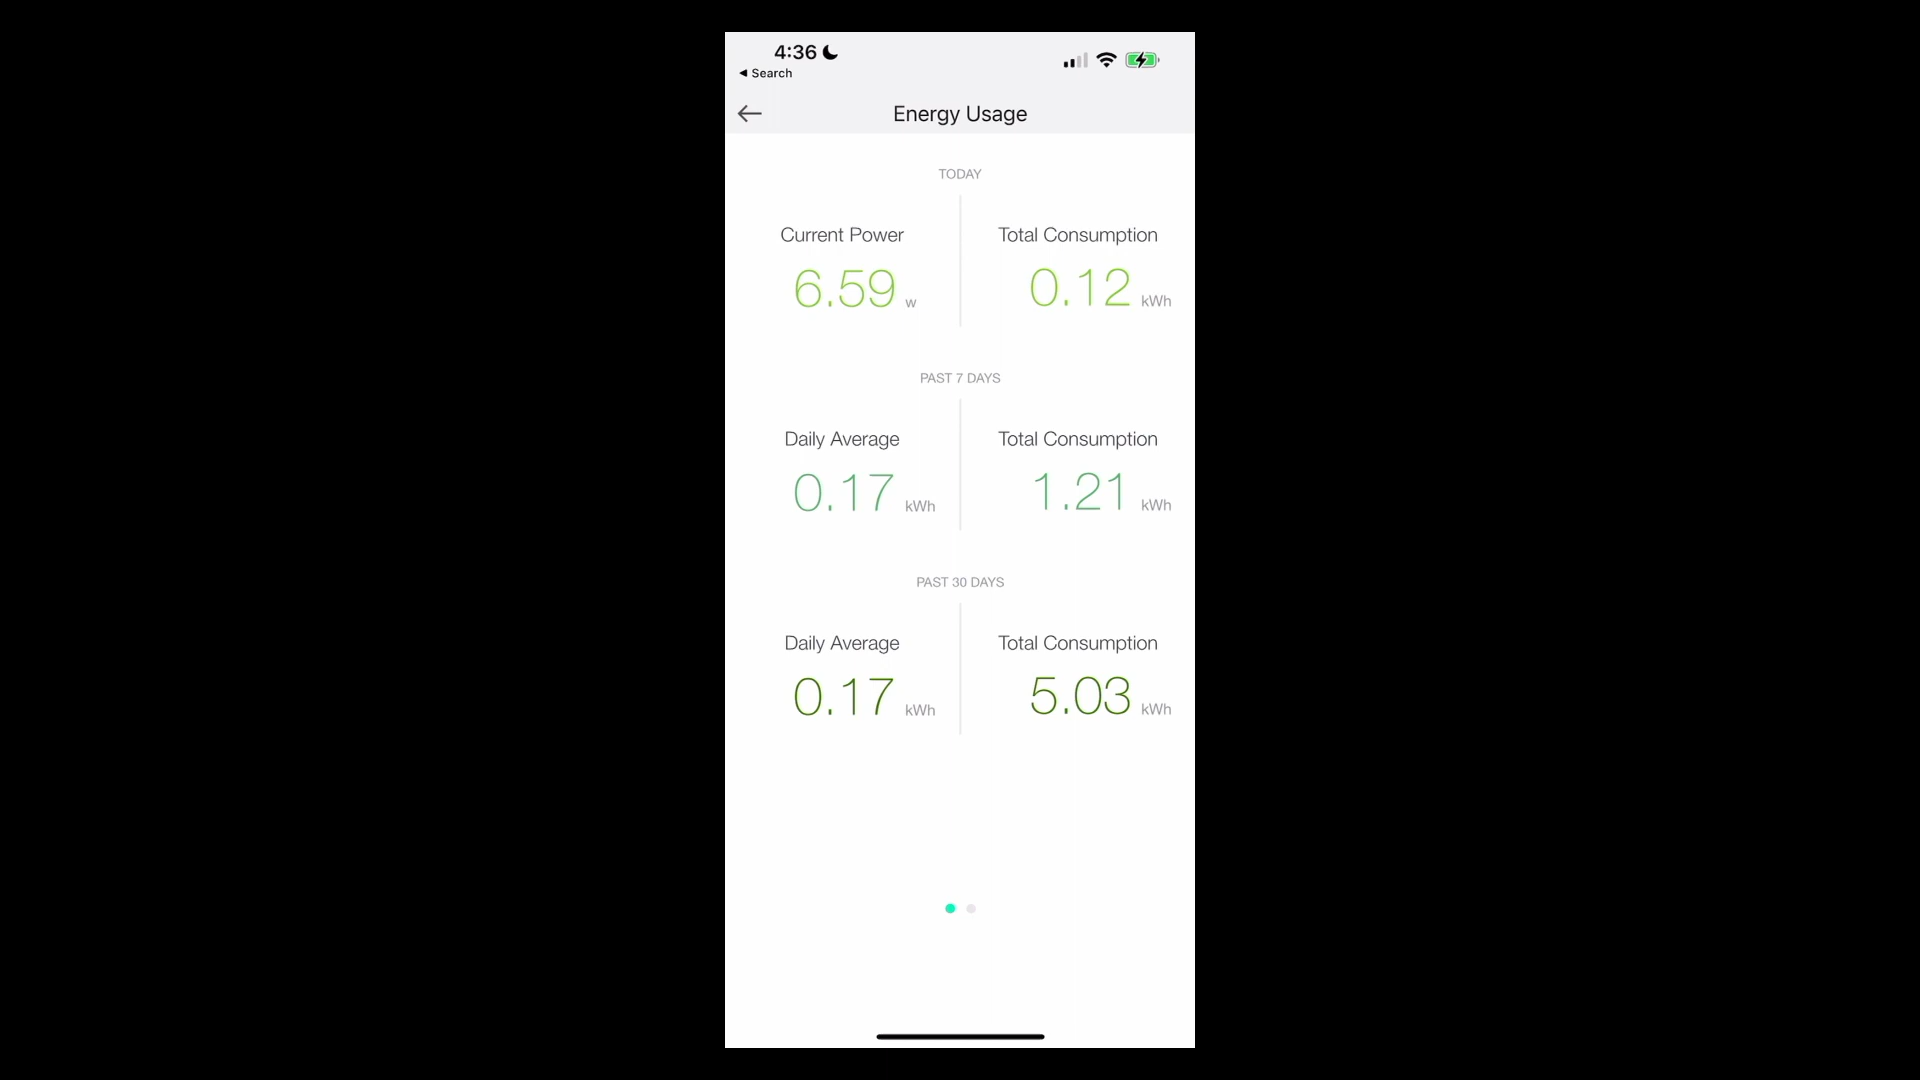 4:36
◀ Search
Energy Usage
TODAY
Current Power
Total Consumption
6.59 w
0.12 kWh
PAST 7 DAYS
Daily Average
Total Consumption
0.17 kWh
1.21 kWh
PAST 30 DAYS
Daily Average
Total Consumption
0.17 kWh
5.03 kWh